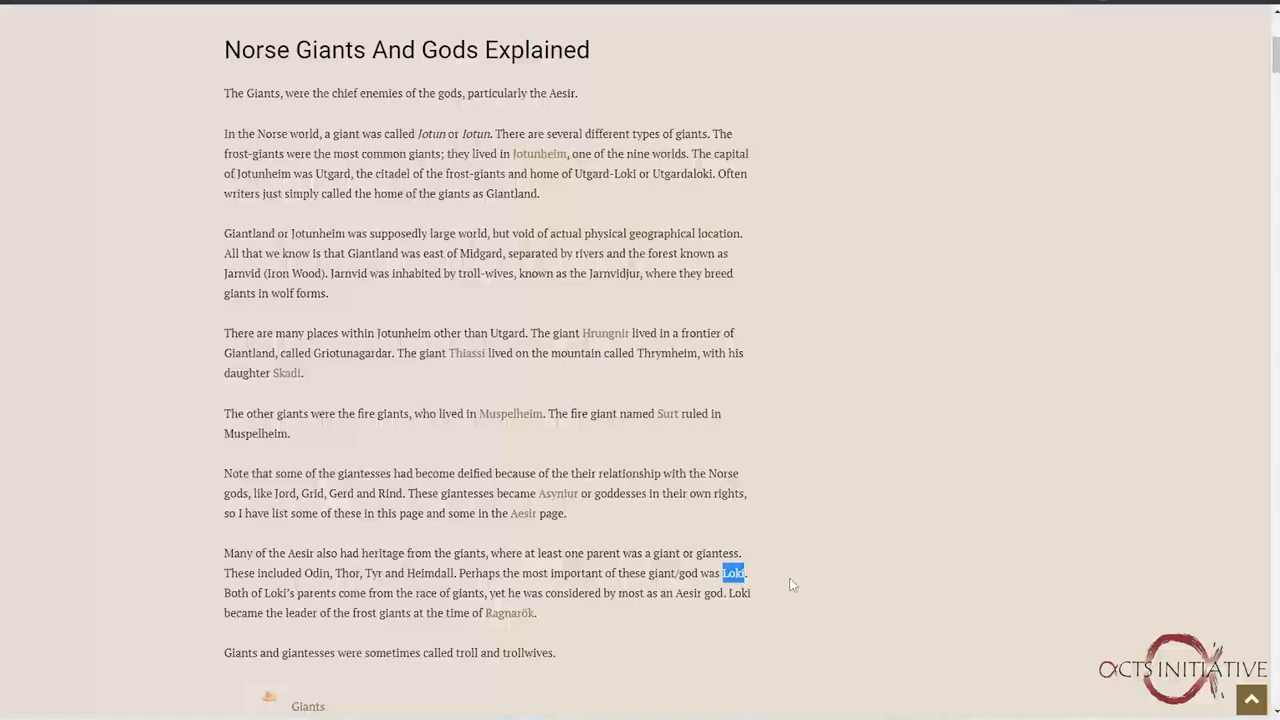 Norse Giants And Gods Explained
The Giants, were the chief enemies of the gods, particularly the Aesir.
In the Norse world, a giant was called Jotun or Iotun. There are several different types of giants. The
frost-giants were the most common giants; they lived in Jotunheim, one of the nine worlds. The capital
of Jotunheim was Utgard, the citadel of the frost-giants and home of Utgard-Loki or Utgardaloki. Often
writers just simply called the home of the giants as Giantland.
Giantland or Jotunheim was supposedly large world, but void of actual physical geographical location.
All that we know is that Giantland was east of Midgard, separated by rivers and the forest known as
Jarnvid (Iron Wood). Jarnvid was inhabited by troll-wives, known as the Jarnvidjur, where they breed
giants in wolf forms.
There are many places within Jotunheim other than Utgard. The giant Hrungnir lived in a frontier of
Giantland, called Griotunagardar. The giant Thiassi lived on the mountain called Thrymheim, with his
daughter Skadi.
The other giants were the fire giants, who lived in Muspelheim. The fire giant named Surt ruled in
Muspelheim.
Note that some of the giantesses had become deified because of the their relationship with the Norse
gods, like Jord, Grid, Gerd and Rind. These giantesses became Asyniur or goddesses in their own rights,
so I have list some of these in this page and some in the Aesir page.
Many of the Aesir also had heritage from the giants, where at least one parent was a giant or giantess.
These included Odin, Thor, Tyr and Heimdall. Perhaps the most important of these giant/god was Loki.
Both of Loki's parents come from the race of giants, yet he was considered by most as an Aesir god. Loki
became the leader of the frost giants at the time of Ragnarök.
Giants and giantesses were sometimes called troll and trollwives.
Giants
αCTS INITIATIVE